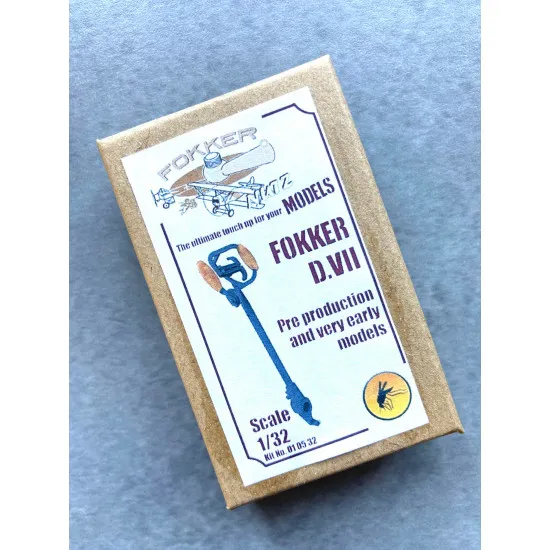 FOKKER
The ultimate touch up for your MODELS
FOKKER
D.VII
Pre production
and very early
models
Scale
1/32
Kit No. 01 05 32